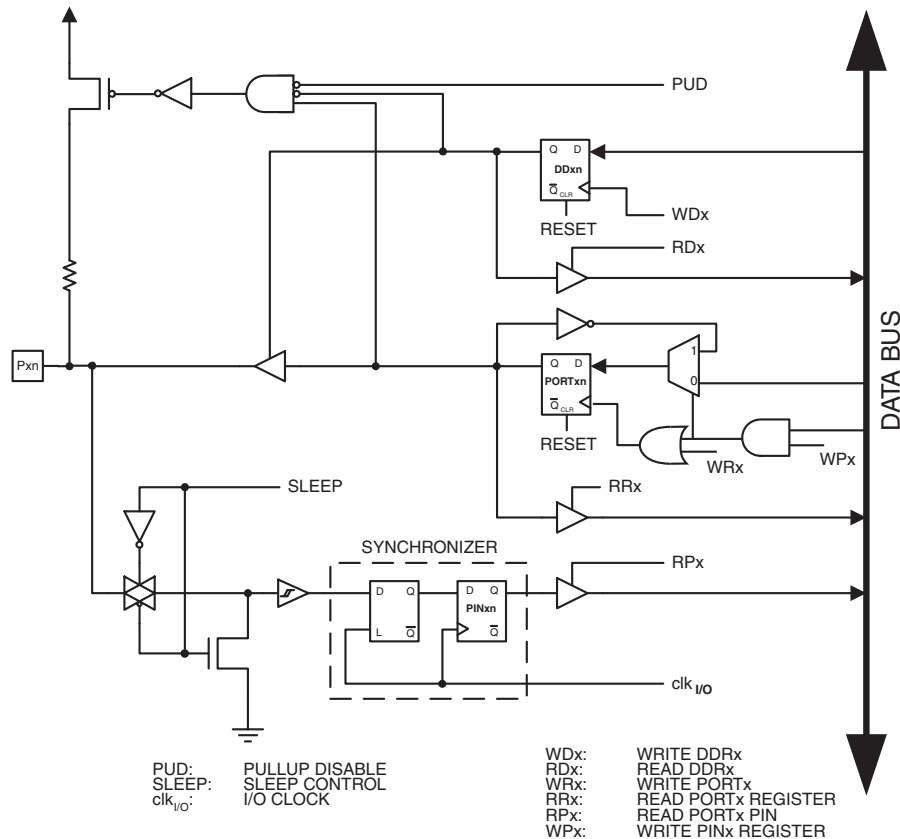 PUD
Q D
DDxn
Q CLR
WDx
RESET
RDx
Pxn
1
Q D
PORTxn
0
Q CLR
RESET
WRx
WPx
DATA BUS
SLEEP
RRx
SYNCHRONIZER
RPx
D Q
D Q
PINxn
L Q
Q
clk I/O
PUD: PULLUP DISABLE
SLEEP: SLEEP CONTROL
clkI/O: I/O CLOCK
WDx: WRITE DDRx
RDx: READ DDRx
WRx: WRITE PORTx
RRx: READ PORTx REGISTER
RPx: READ PORTx PIN
WPx: WRITE PINx REGISTER